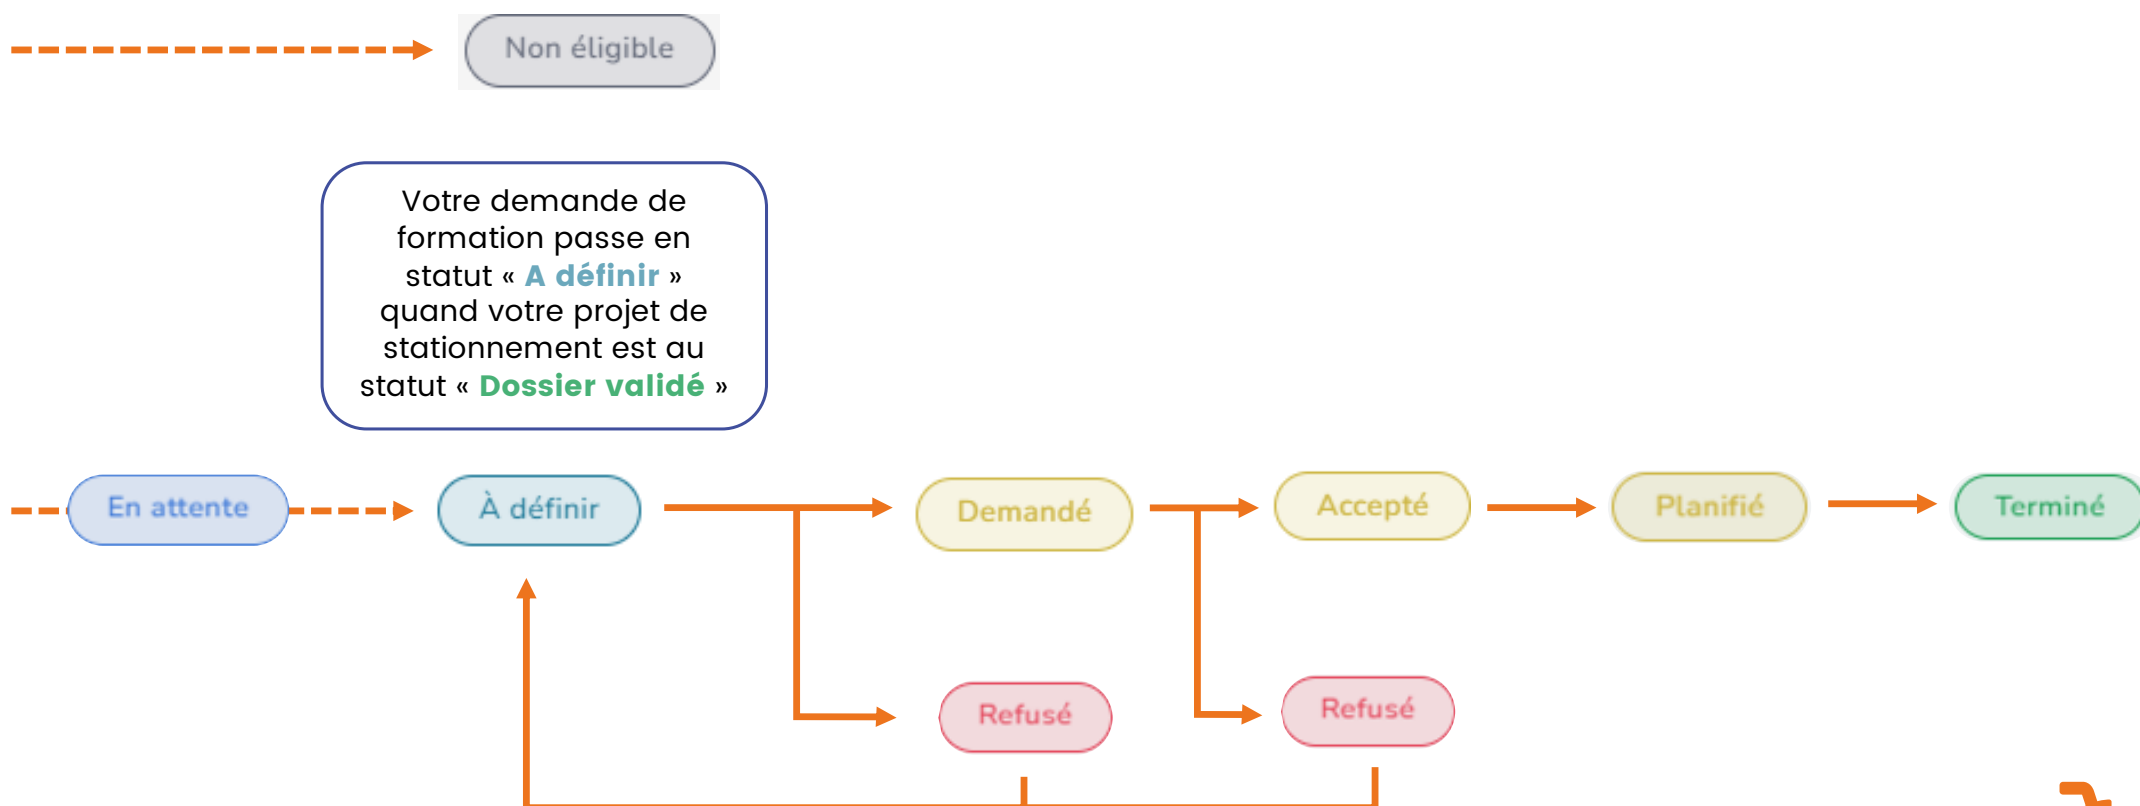 Non éligible
Votre demande de
formation passe en
statut « A définir »
quand votre projet de
stationnement est au
statut « Dossier validé »
En attente
À définir
Demandé
Accepté
Planifié
Terminé
Refusé
Refusé